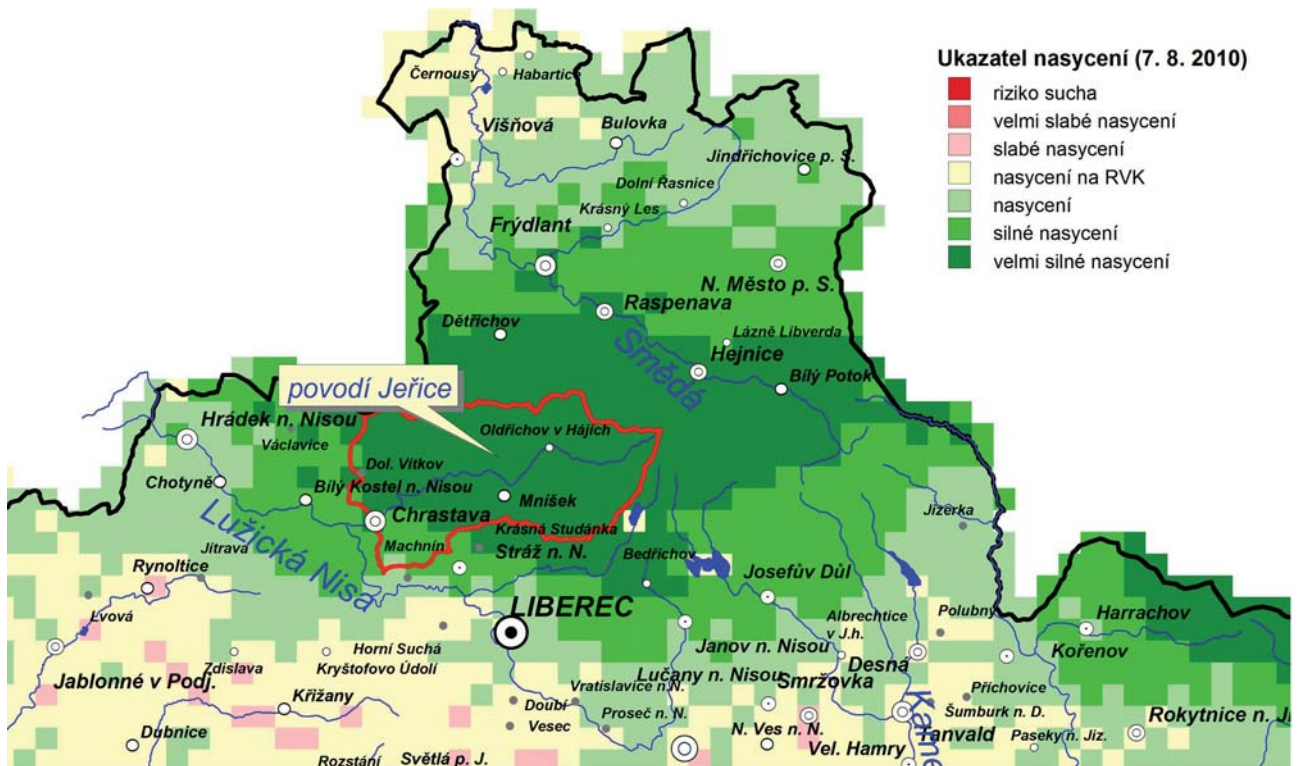 Ukazatel nasycení (7. 8. 2010)
riziko sucha
velmi slabé nasycení
slabé nasycení
nasycení na RVK
nasycení
silné nasycení
velmi silné nasycení
Černousy
Habartice
Višňová
Bulovka
Jindřichovice p. S.
Dolní Řasnice
Krásný Les
Frýdlant
N. Město p. S.
Raspenava
Dětřichov
Lázně Libverda
Smědá
Hejnice
Bílý Potok
povodí Jeřice
Hrádek n. Nisou
Václavice
Oldřichov v Hájích
Dol. Vítkov
Chotyně
Bílý Kostel n. Nisou
Mníšek
Chrastava
Krásná Studánka
Jizerka
Lužická Nisa
Machnín
Stráž n. N.
Bedřichov
Jítrava
Rynoltice
Josefův Důl
LIBEREC
Lvová
Albrechtice
v J.h.
Polubný
Harrachov
Horní Suchá
Janov n. Nisou
Kořenov
Zdislava
Kryštofovo Údolí
Desná
Jablonné v Podj.
Lučany n. Nisou
Smržovka
Křižany
Vratislavice n.N.
Příchovice
Doubí
Proseč n. N.
Šumburk n. D.
Rokytnice n. Ji
Vesec
N. Ves n. N.
Tanvald
Paseky n. Jiz.
Dubnice
Vel. Hamry
Kame
Rozstání
Světlá p. J.